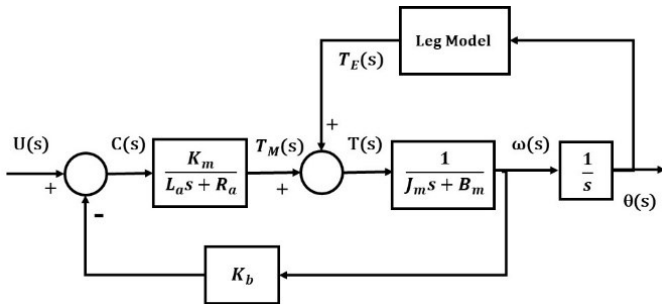 Leg Model
T_E(s)
+
U(s)
C(s)
K_m
L_a s + R_a
T_M(s)
T(s)
1
J_m s + B_m
ω(s)
1
s
+
+
θ(s)
-
K_b